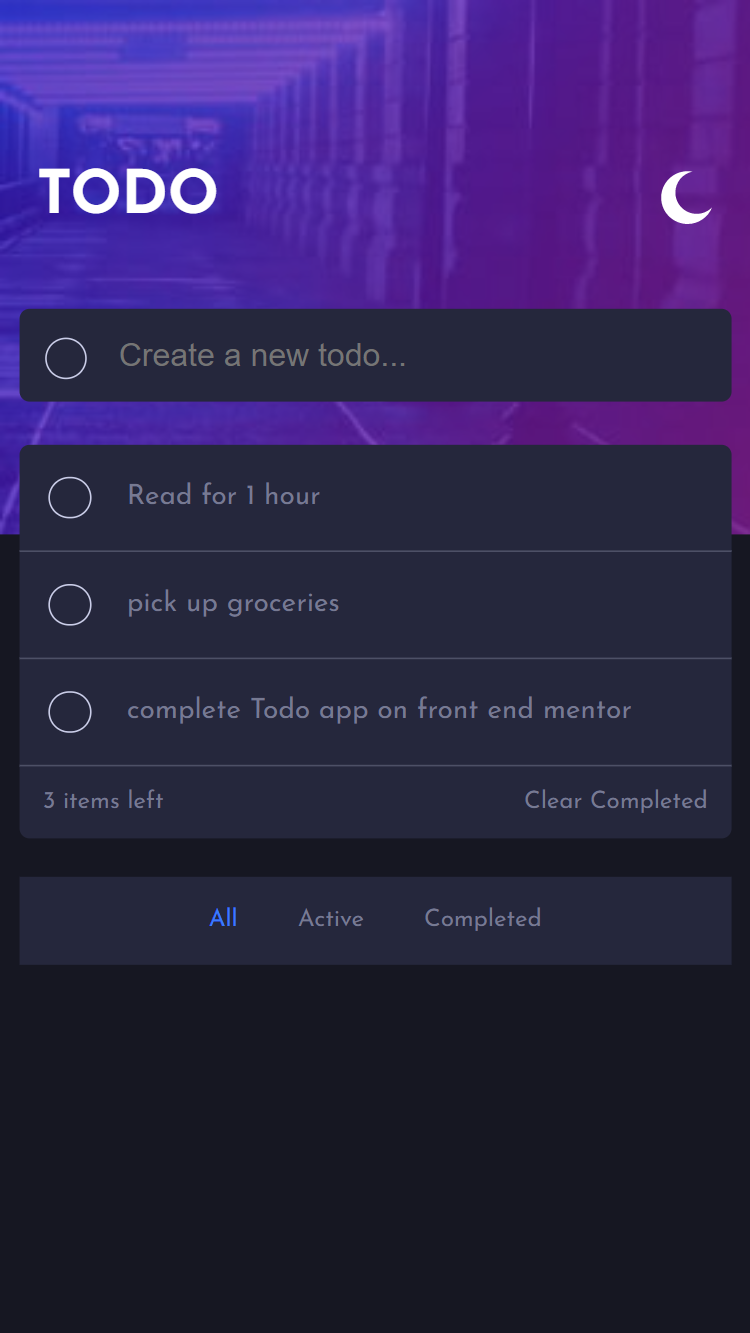 TODO
Create a new todo...
Read for 1 hour
pick up groceries
complete Todo app on front end mentor
3 items left Clear Completed
All Active Completed